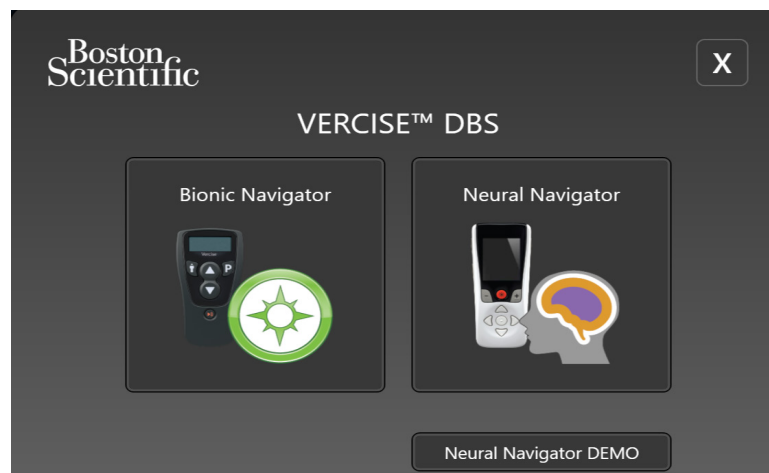 Boston
Scientific
X
VERCISE™ DBS
Bionic Navigator
Neural Navigator
P
Neural Navigator DEMO